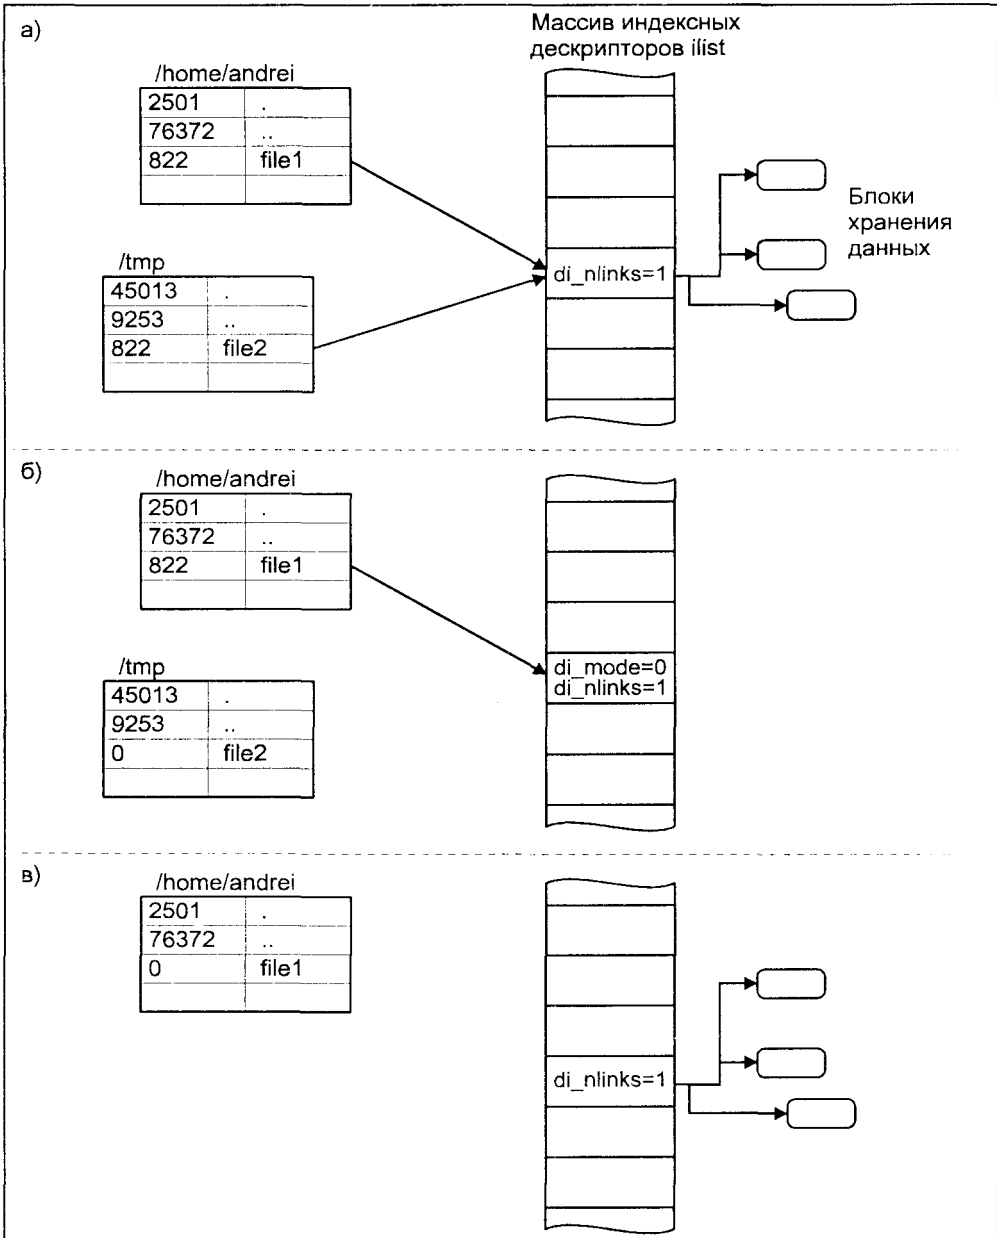 а)
Массив индексных
дескрипторов ilist
/home/andrei
2501 .
76372 ..
822 file1
/tmp
45013 .
9253 ..
822 file2
di_nlinks=1
Блоки
хранения
данных
б)
/home/andrei
2501 .
76372 ..
822 file1
/tmp
45013 .
9253 ..
0 file2
di_mode=0
di_nlinks=1
в)
/home/andrei
2501 .
76372 ..
0 file1
di_nlinks=1